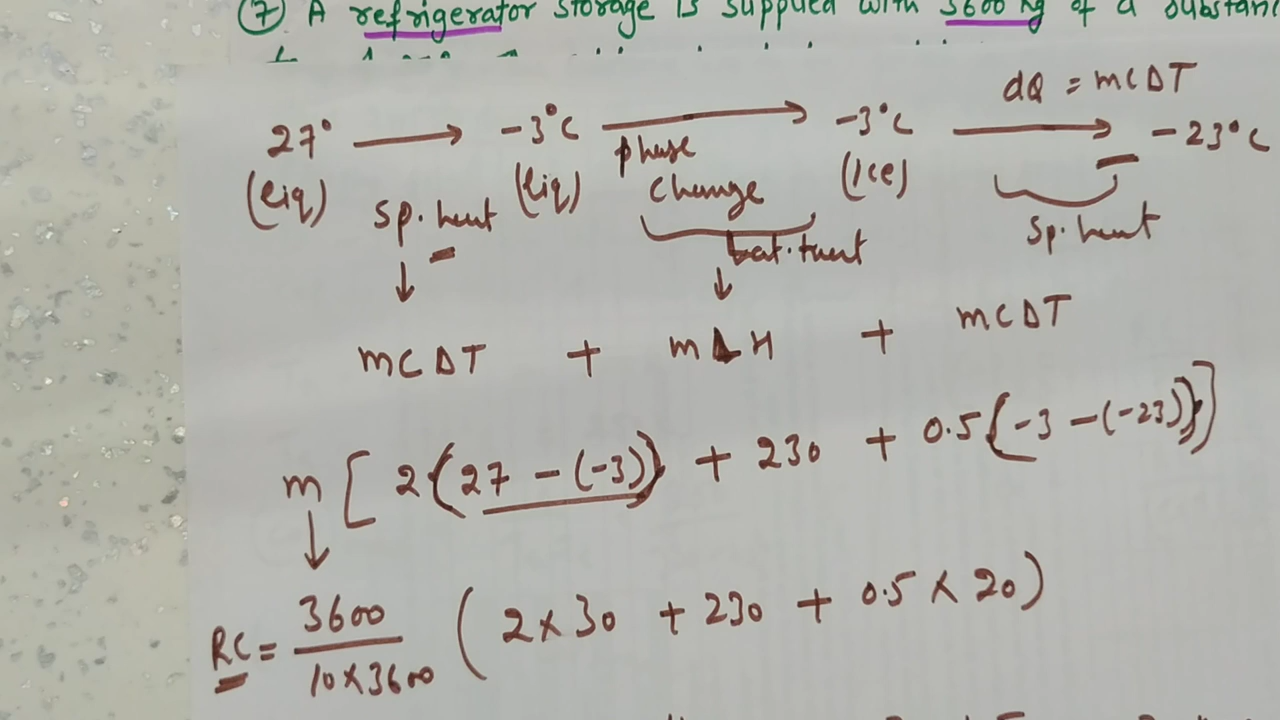 ⑦ A refrigerator storage is supplied with 3600 kg of a substanc
dQ = mCΔT
27° → -3°C → -3°C → -23°C
(liq) sp. heat (liq) phase change (Ice) sp. heat
Lat. heat
↓ ↓
mCΔT + mLH + mCΔT
m [ 2{27 - (-3)} + 230 + 0.5{-3 -(-23)}]
↓
RC = 3600 / 10×3600 ( 2×30 + 230 + 0.5×20)